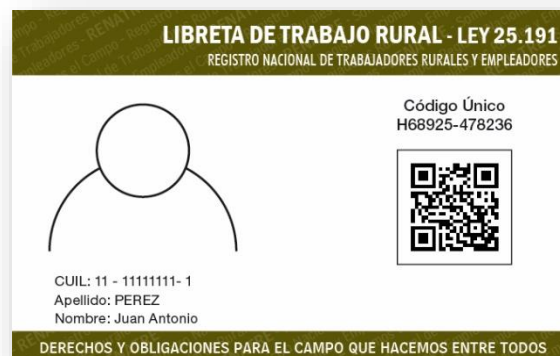 LIBRETA DE TRABAJO RURAL - LEY 25.191
REGISTRO NACIONAL DE TRABAJADORES RURALES Y EMPLEADORES
Código Único
H68925-478236
CUIL: 11 - 11111111- 1
Apellido: PEREZ
Nombre: Juan Antonio
DERECHOS Y OBLIGACIONES PARA EL CAMPO QUE HACEMOS ENTRE TODOS